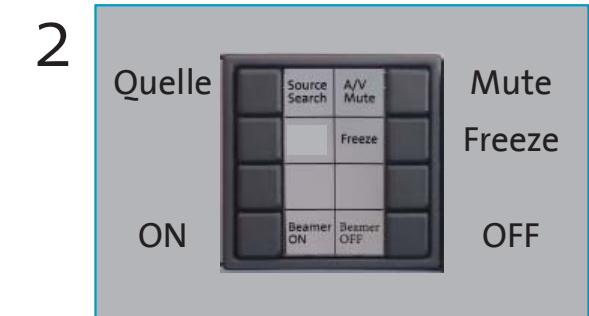 2
Quelle
Source Search
A/V Mute
Mute
Freeze
Freeze
ON
Beamer ON
Beamer OFF
OFF